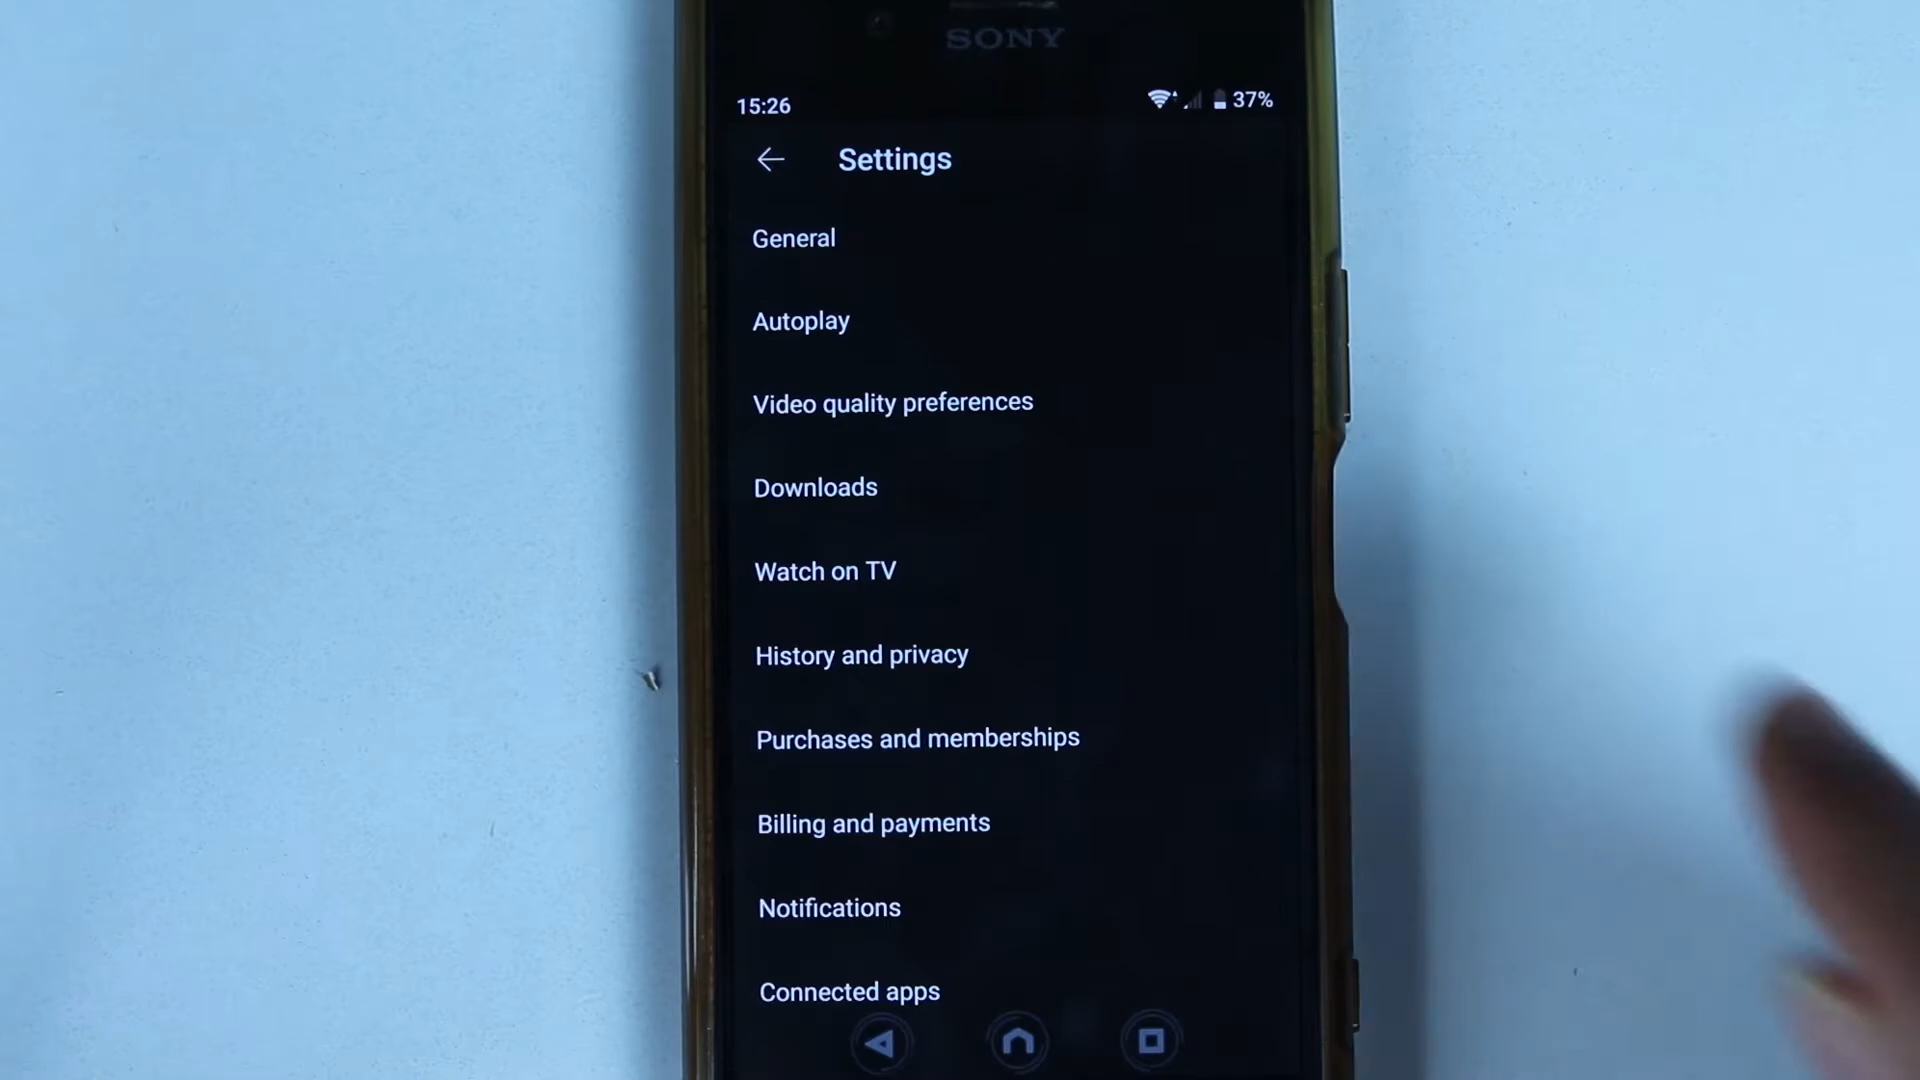 SONY
15:26
37%
Settings
General
Autoplay
Video quality preferences
Downloads
Watch on TV
History and privacy
Purchases and memberships
Billing and payments
Notifications
Connected apps